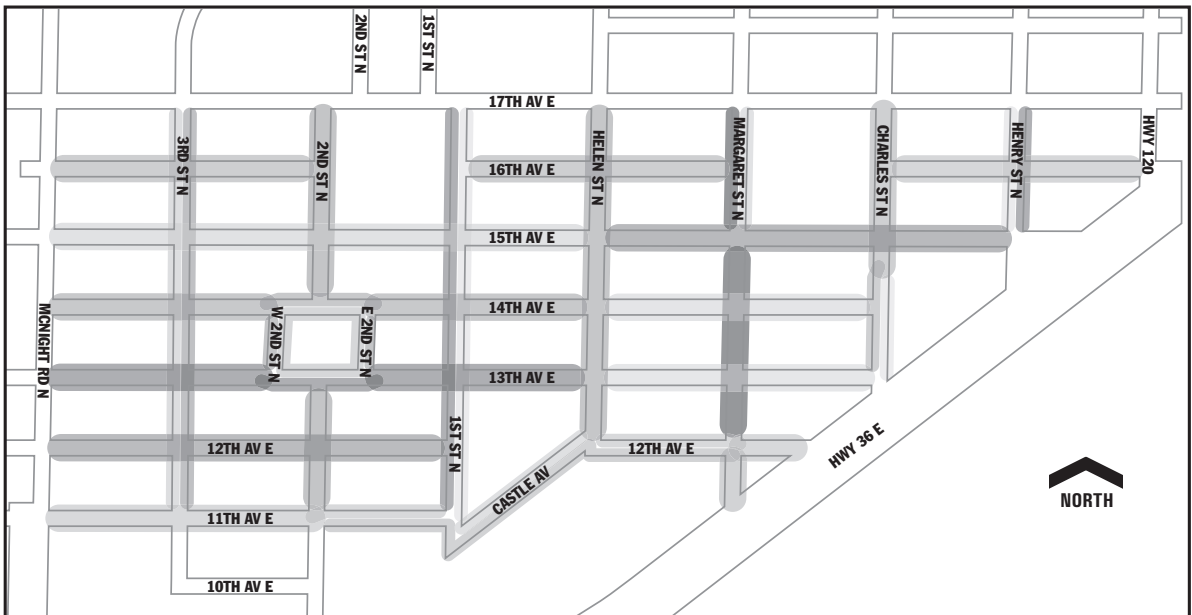 2ND ST N
1ST ST N
17TH AV E
3RD ST N
2ND ST N
HELEN ST N
MARGARET ST N
CHARLES ST N
HENRY ST N
HWY 120
16TH AV E
15TH AV E
14TH AV E
MCNIGHT RD N
W 2ND ST N
E 2ND ST N
13TH AV E
12TH AV E
1ST ST N
12TH AV E
HWY 36 E
CASTLE AV
11TH AV E
NORTH
10TH AV E